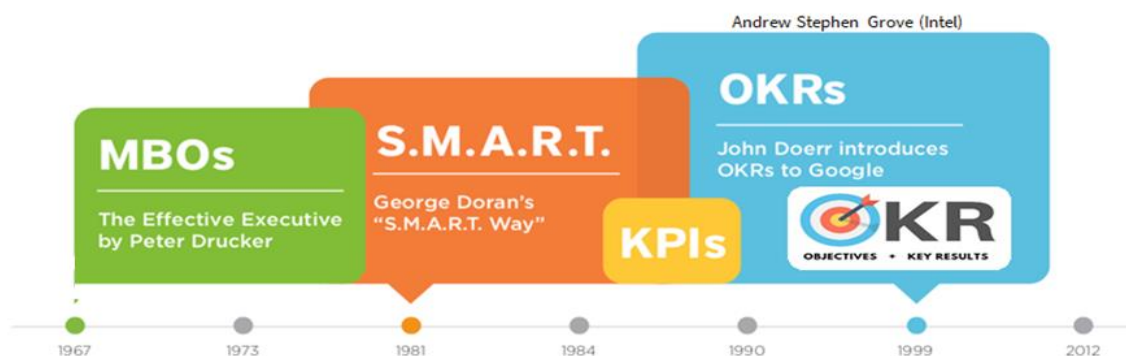 Andrew Stephen Grove (Intel)
MBOs
The Effective Executive
by Peter Drucker
S.M.A.R.T.
George Doran's
“S.M.A.R.T. Way”
KPIs
OKRs
John Doerr introduces
OKRs to Google
OKR
OBJECTIVES + KEY RESULTS
1967
1973
1981
1984
1990
1999
2012